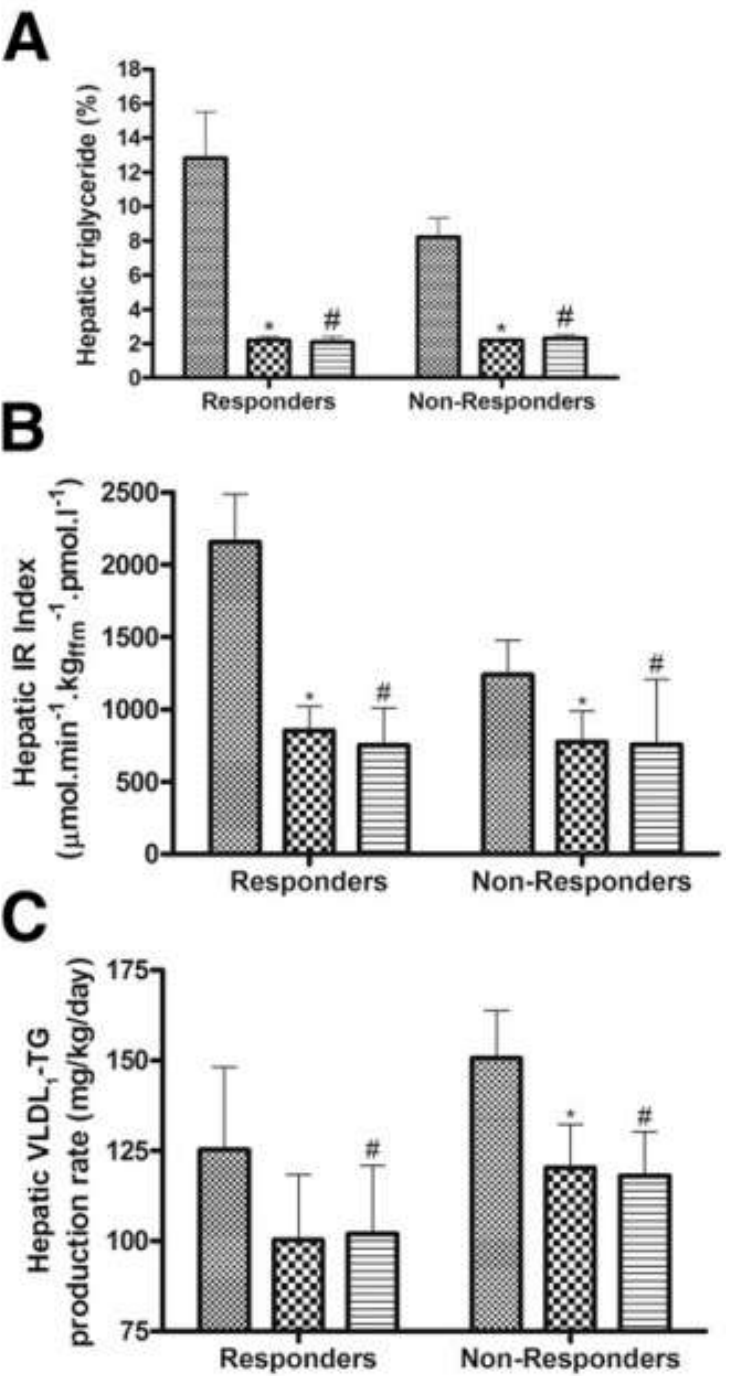 A
Hepatic triglyceride (%)
18
16
14
12
10
8
6
4
2
0
*
#
*
#
Responders
Non-Responders
B
Hepatic IR Index
(μmol.min⁻¹.kg_ffm⁻¹.pmol.l⁻¹)
2500
2000
1500
1000
500
0
*
#
*
#
Responders
Non-Responders
C
Hepatic VLDL₁-TG
production rate (mg/kg/day)
175
150
125
100
75
#
*
#
Responders
Non-Responders